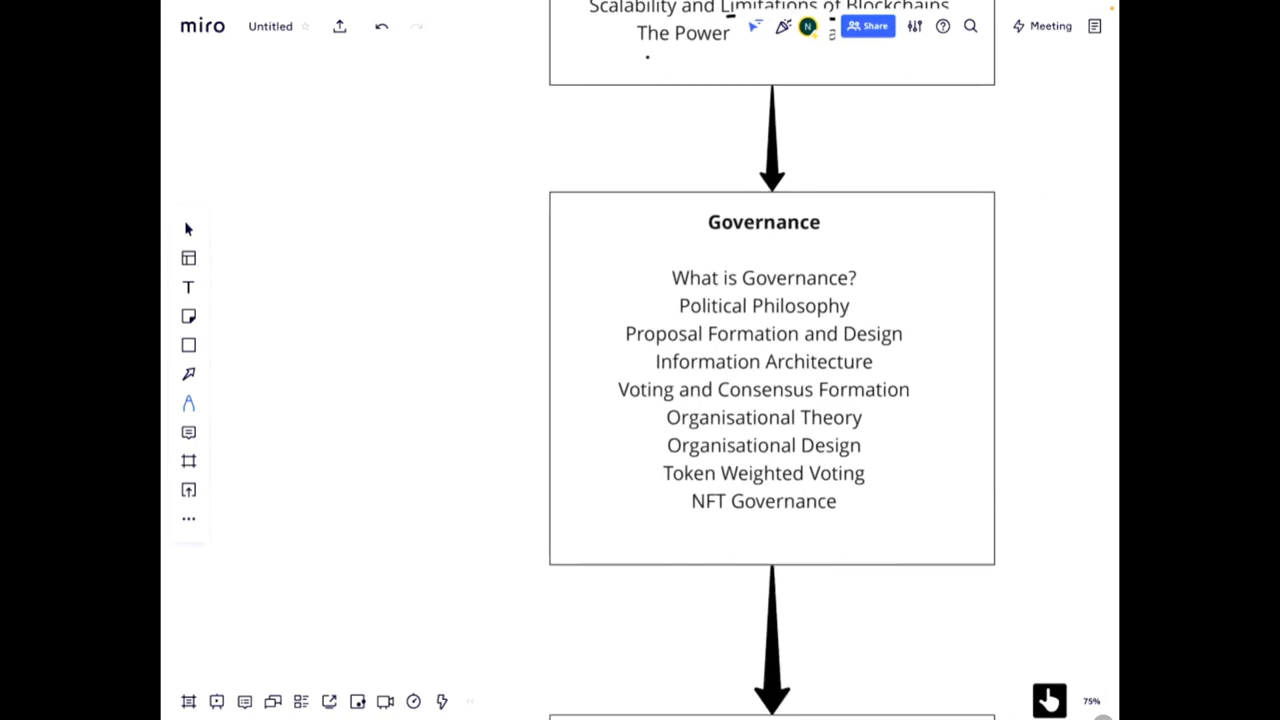 Scalability and Limitations of Blockchains
miro Untitled Share Meeting
The Power
N
Governance
What is Governance?
Political Philosophy
Proposal Formation and Design
Information Architecture
Voting and Consensus Formation
Organisational Theory
Organisational Design
Token Weighted Voting
NFT Governance
75%